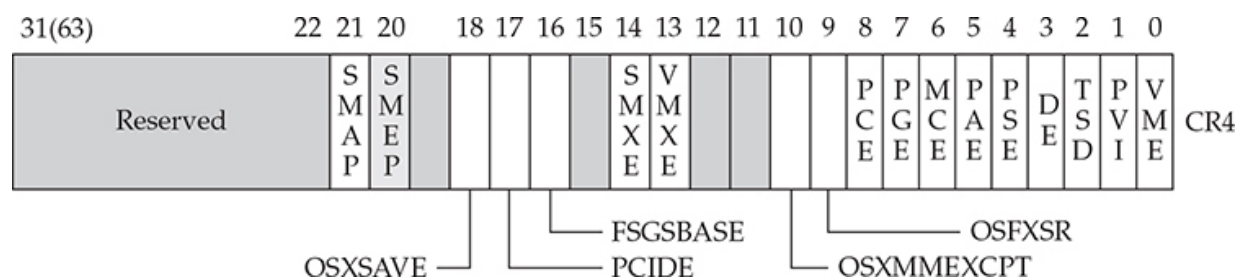 31(63) 22 21 20 18 17 16 15 14 13 12 11 10 9 8 7 6 5 4 3 2 1 0
Reserved SMAP SMEP SMXE VMXE PCE PGE MCE PAE PSE DE TSD PVI VME CR4
FSGSBASE OSFXSR
OSXSAVE PCIDE OSXMMEXCPT